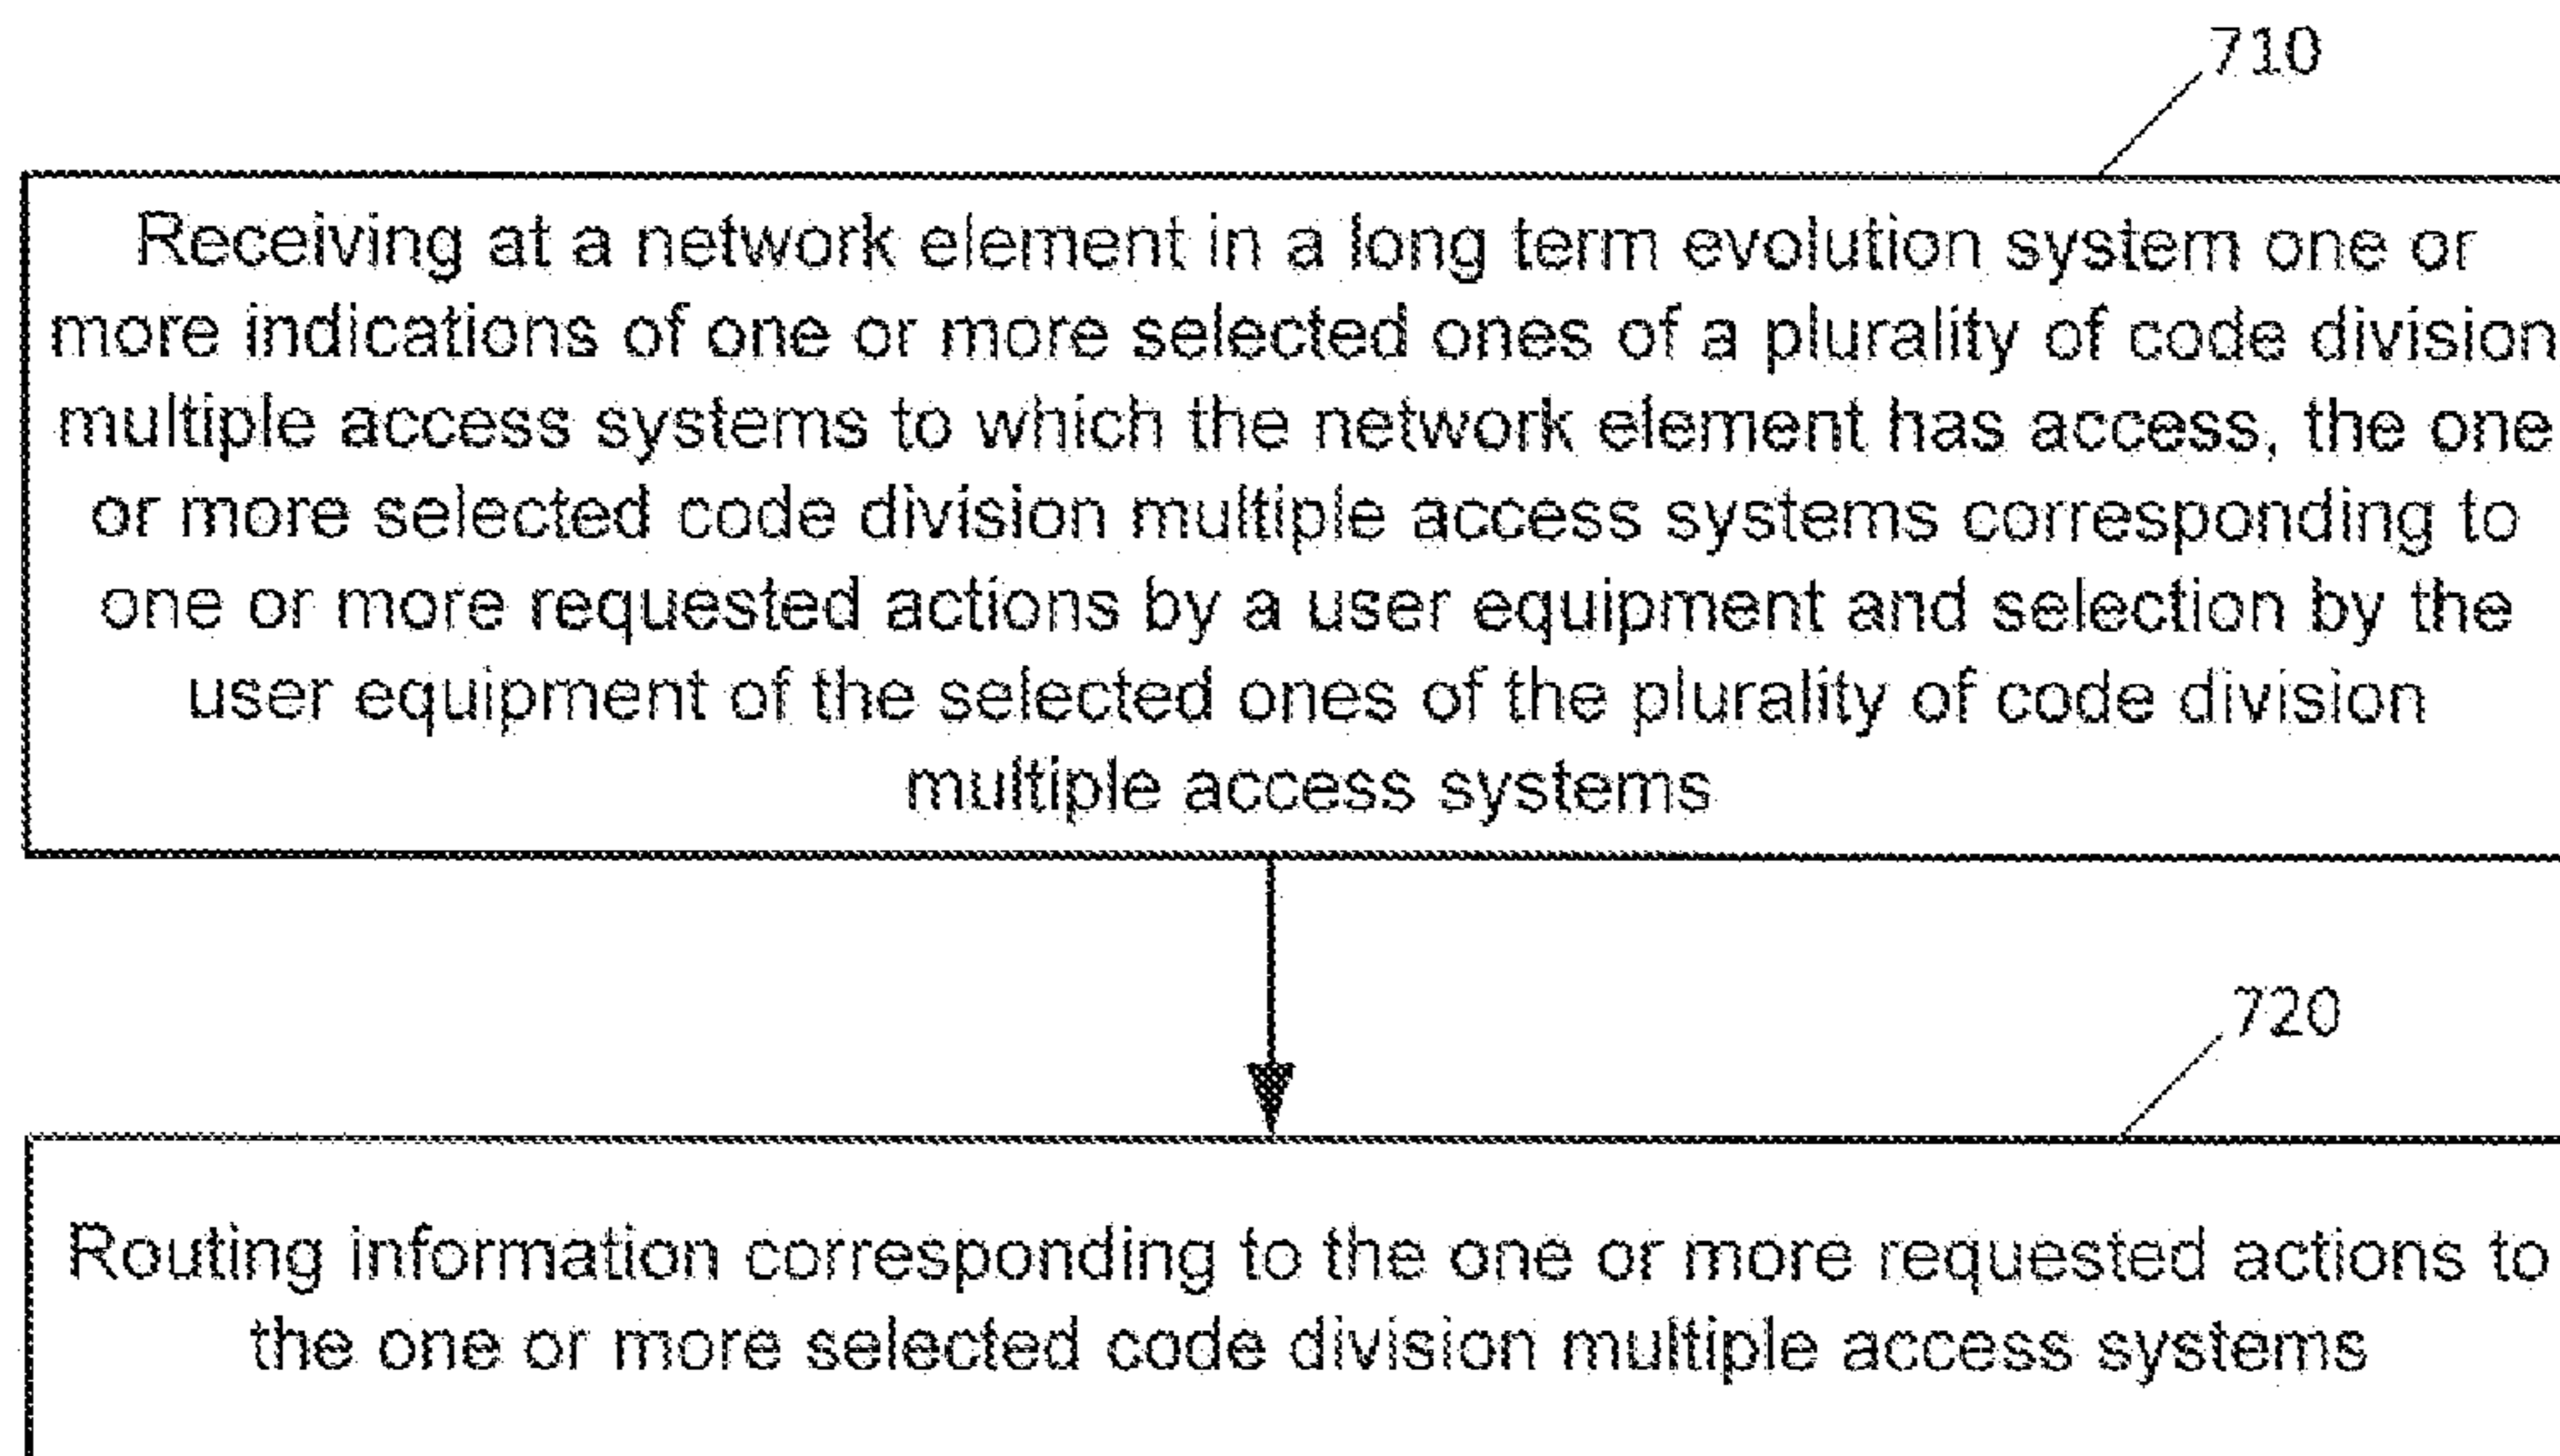 710
Receiving at a network element in a long term evolution system one or
more indications of one or more selected ones of a plurality of code division
multiple access systems to which the network element has access, the one
or more selected code division multiple access systems corresponding to
one or more requested actions by a user equipment and selection by the
user equipment of the selected ones of the plurality of code division
multiple access systems
720
Routing information corresponding to the one or more requested actions to
the one or more selected code division multiple access systems